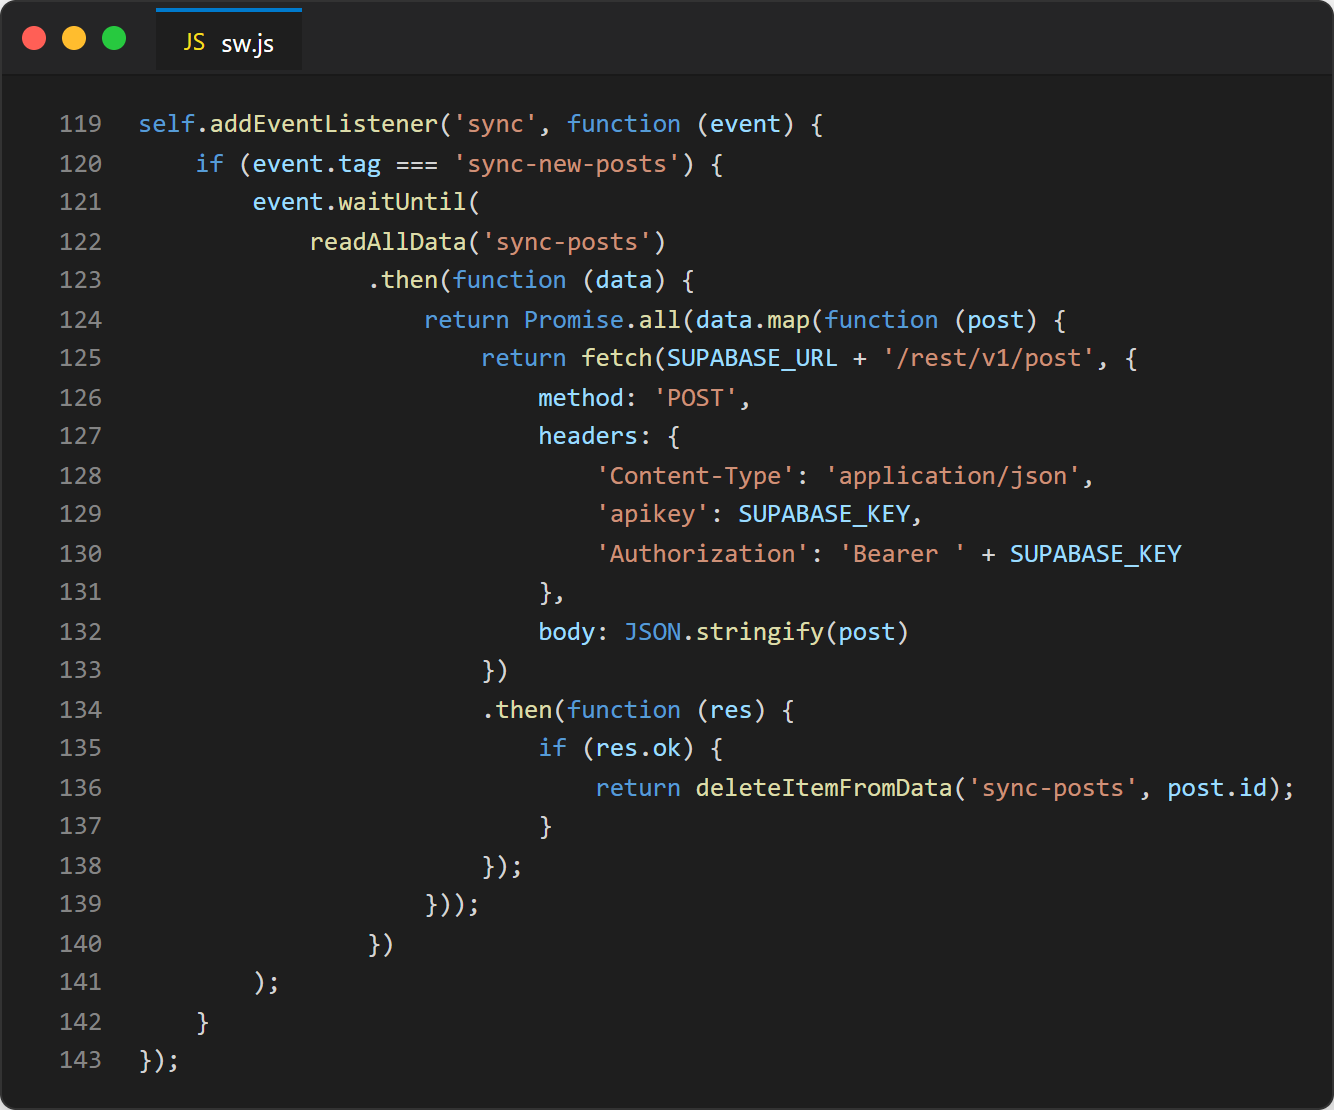 JS sw.js
119 self.addEventListener('sync', function (event) {
120     if (event.tag === 'sync-new-posts') {
121         event.waitUntil(
122             readAllData('sync-posts')
123                 .then(function (data) {
124                     return Promise.all(data.map(function (post) {
125                         return fetch(SUPABASE_URL + '/rest/v1/post', {
126                             method: 'POST',
127                             headers: {
128                                 'Content-Type': 'application/json',
129                                 'apikey': SUPABASE_KEY,
130                                 'Authorization': 'Bearer ' + SUPABASE_KEY
131                             },
132                             body: JSON.stringify(post)
133                         })
134                         .then(function (res) {
135                             if (res.ok) {
136                                 return deleteItemFromData('sync-posts', post.id);
137                             }
138                         });
139                     }));
140                 })
141         );
142     }
143 });